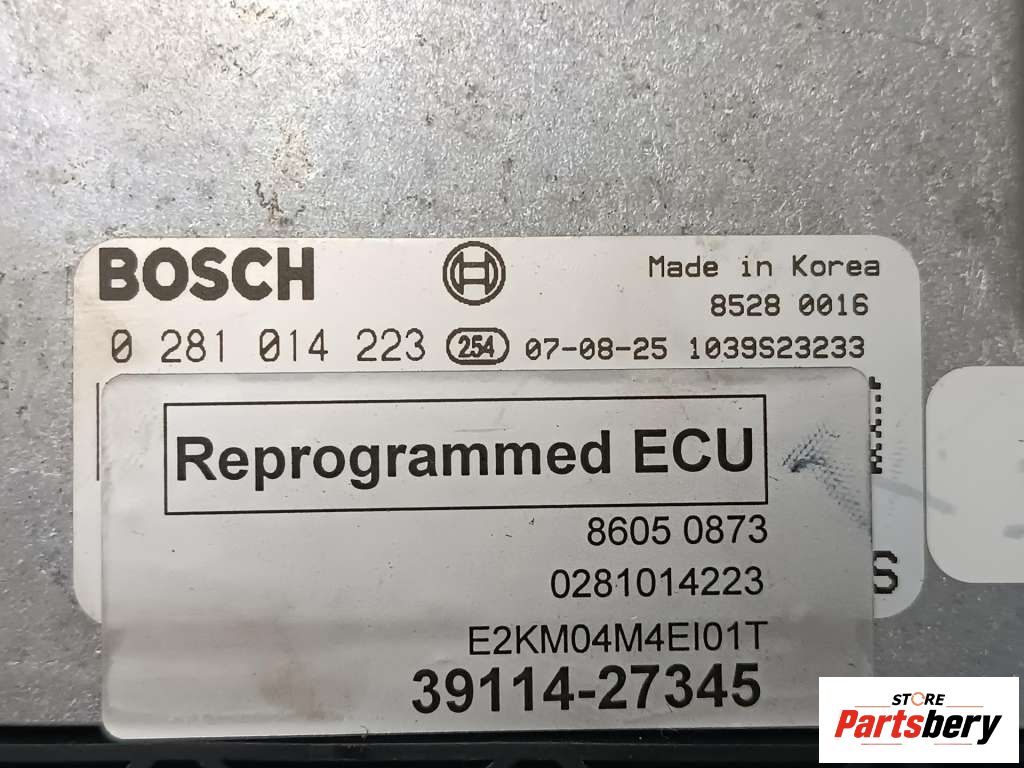 BOSCH
Made in Korea
8528 0016
0 281 014 223 254 07-08-25 1039S23233
Reprogrammed ECU
8605 0873
0281014223
S
E2KM04M4EI01T
39114-27345
STORE
Partsbery